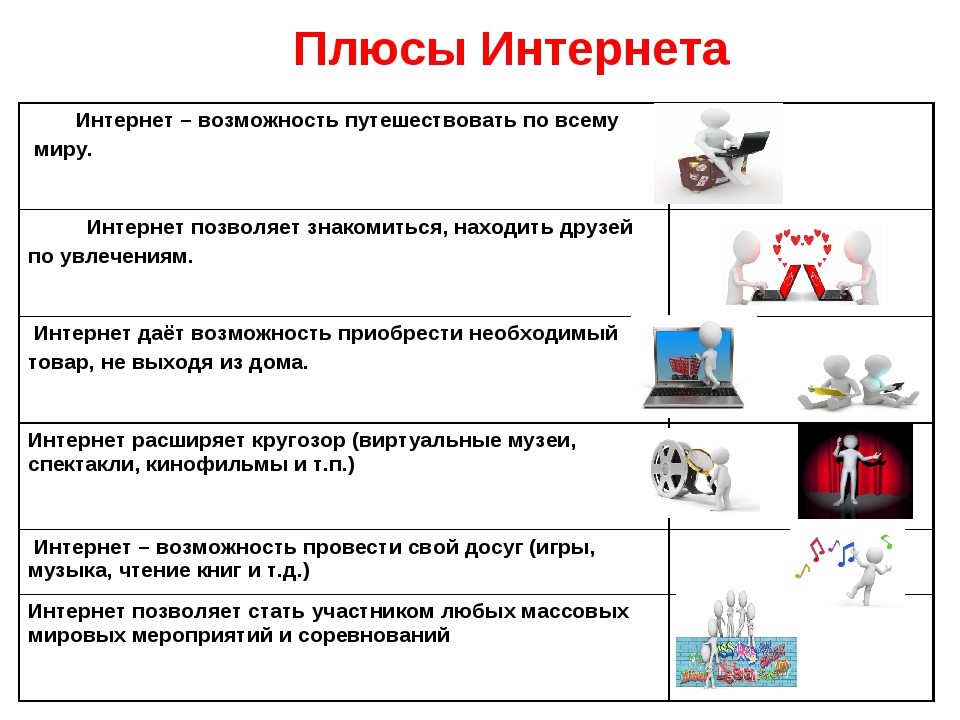 Плюсы Интернета
Интернет – возможность путешествовать по всему
миру.
Интернет позволяет знакомиться, находить друзей
по увлечениям.
Интернет даёт возможность приобрести необходимый
товар, не выходя из дома.
Интернет расширяет кругозор (виртуальные музеи,
спектакли, кинофильмы и т.п.)
Интернет – возможность провести свой досуг (игры,
музыка, чтение книг и т.д.)
Интернет позволяет стать участником любых массовых
мировых мероприятий и соревнований